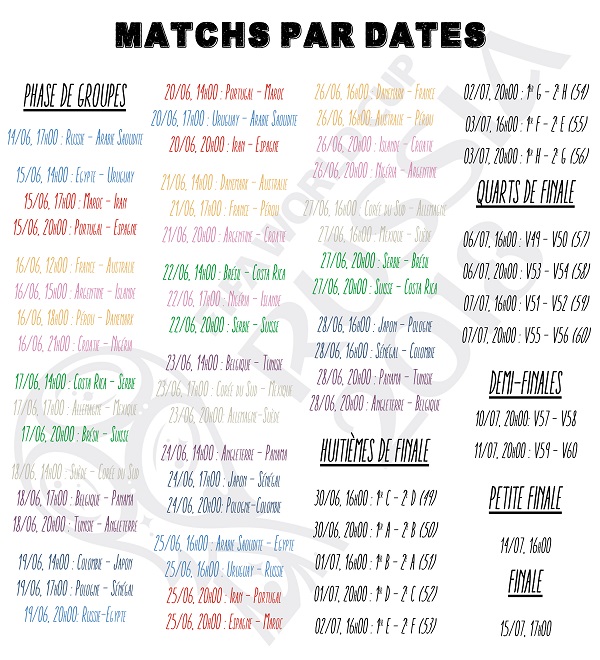 MATCHS PAR DATES
PHASE DE GROUPES
14/06, 17H00 : RUSSIE - ARABIE SAOUDITE
15/06, 14H00 : EGYPTE - URUGUAY
15/06, 17H00 : MAROC - IRAN
15/06, 20H00 : PORTUGAL - ESPAGNE
16/06, 12H00 : FRANCE - AUSTRALIE
16/06, 15H00 : ARGENTINE - ISLANDE
16/06, 18H00 : PÉROU - DANEMARK
16/06, 21H00 : CROATIE - NIGÉRIA
17/06, 14H00 : COSTA RICA - SERBIE
17/06, 17H00 : ALLEMAGNE - MEXIQUE
17/06, 20H00 : BRÉSIL - SUISSE
18/06, 14H00 : SUÈDE - CORÉE DU SUD
18/06, 17H00 : BELGIQUE - PANAMA
18/06, 20H00 : TUNISIE - ANGLETERRE
19/06, 14H00 : COLOMBIE - JAPON
19/06, 17H00 : POLOGNE - SÉNÉGAL
19/06, 20H00 : RUSSIE-EGYPTE
20/06, 14H00 : PORTUGAL - MAROC
20/06, 17H00 : URUGUAY - ARABIE SAOUDITE
20/06, 20H00 : IRAN - ESPAGNE
21/06, 14H00 : DANEMARK - AUSTRALIE
21/06, 17H00 : FRANCE - PÉROU
21/06, 20H00 : ARGENTINE - CROATIE
22/06, 14H00 : BRÉSIL - COSTA RICA
22/06, 17H00 : NIGÉRIA - ISLANDE
22/06, 20H00 : SERBIE - SUISSE
23/06, 14H00 : BELGIQUE - TUNISIE
23/06, 17H00 : CORÉE DU SUD - MEXIQUE
23/06, 20H00 : ALLEMAGNE-SUÈDE
24/06, 14H00 : ANGLETERRE - PANAMA
24/06, 17H00 : JAPON - SÉNÉGAL
24/06, 20H00 : POLOGNE-COLOMBIE
25/06, 16H00 : ARABIE SAOUDITE - EGYPTE
25/06, 16H00 : URUGUAY - RUSSIE
25/06, 20H00 : IRAN - PORTUGAL
25/06, 20H00 : ESPAGNE - MAROC
26/06, 16H00 : DANEMARK - FRANCE
26/06, 16H00 : AUSTRALIE - PÉROU
26/06, 20H00 : ISLANDE - CROATIE
26/06, 20H00 : NIGÉRIA - ARGENTINE
27/06, 16H00 : CORÉE DU SUD - ALLEMAGNE
27/06, 16H00 : MEXIQUE - SUÈDE
27/06, 20H00 : SERBIE - BRÉSIL
27/06, 20H00 : SUISSE - COSTA RICA
28/06, 16H00 : JAPON - POLOGNE
28/06, 16H00 : SÉNÉGAL - COLOMBIE
28/06, 20H00 : PANAMA - TUNISIE
28/06, 20H00 : ANGLETERRE - BELGIQUE
HUITIÈMES DE FINALE
30/06, 16H00 : 1ER C - 2E D (49)
30/06, 20H00 : 1ER A - 2E B (50)
01/07, 16H00 : 1ER B - 2E A (51)
01/07, 20H00 : 1ER D - 2E C (52)
02/07, 16H00 : 1ER E - 2E F (53)
02/07, 20H00 : 1ER G - 2E H (54)
03/07, 16H00 : 1ER F - 2E E (55)
03/07, 20H00 : 1ER H - 2E G (56)
QUARTS DE FINALE
06/07, 16H00 : V49 - V50 (57)
06/07, 20H00 : V53 - V54 (58)
07/07, 16H00 : V51 - V52 (59)
07/07, 20H00 : V55 - V56 (60)
DEMI-FINALES
10/07, 20H00: V57 - V58
11/07, 20H00: V59 - V60
PETITE FINALE
14/07, 16H00
FINALE
15/07, 17H00
FIFA WORLD CUP
RUSSIA
2018